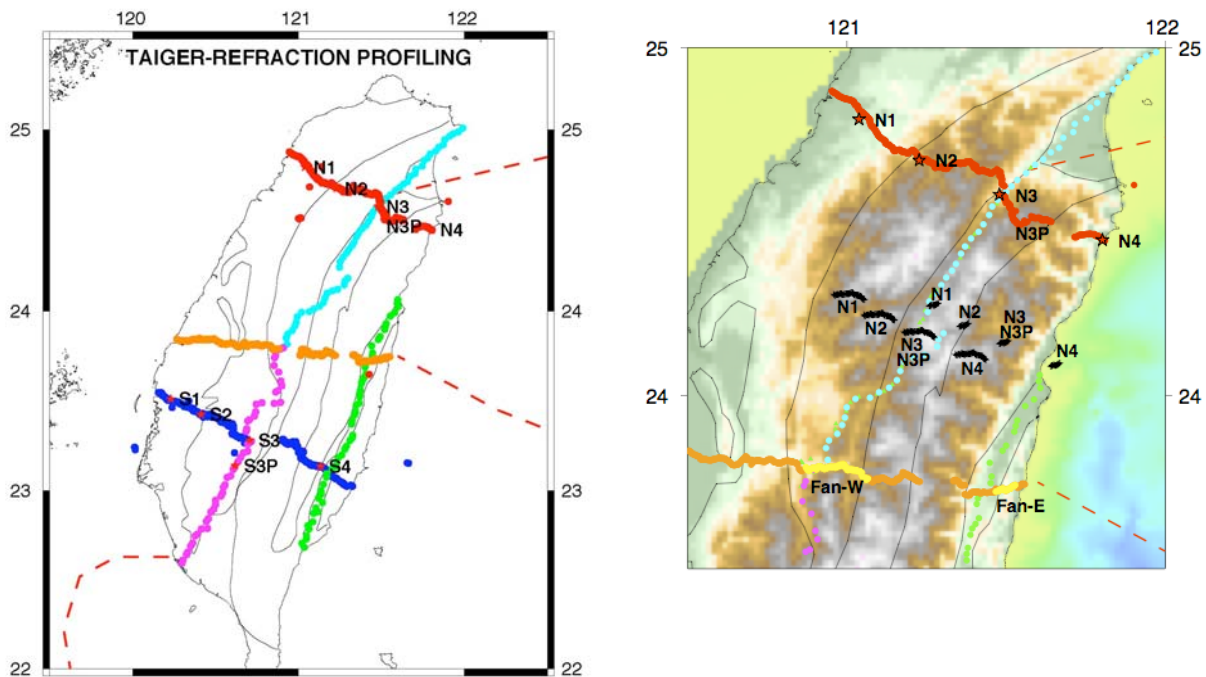 120
121
122
TAIGER-REFRACTION PROFILING
25
25
N1
N2
N3
N3P
N4
24
24
S1
S2
S3
S3P
S4
23
23
22
22
121
122
25
25
N1
N2
N3
N3P
N4
N1
N2
N3
N3P
N4
N1
N2
N3
N3P
N4
24
24
Fan-W
Fan-E